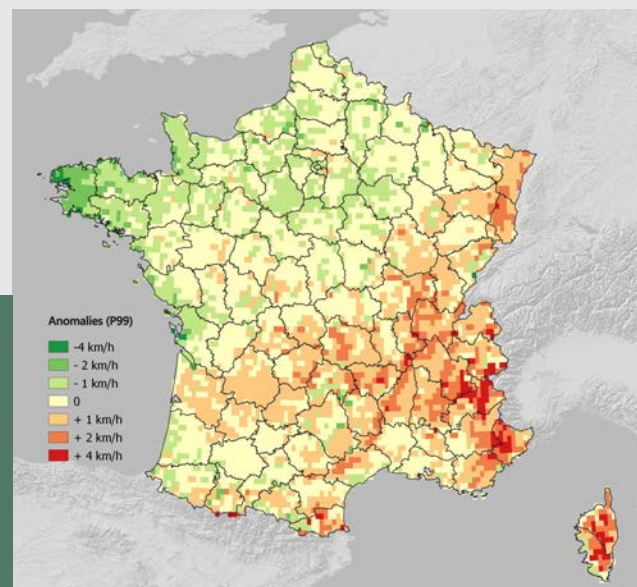 Anomalies (P99)
-4 km/h
- 2 km/h
- 1 km/h
0
+ 1 km/h
+ 2 km/h
+ 4 km/h